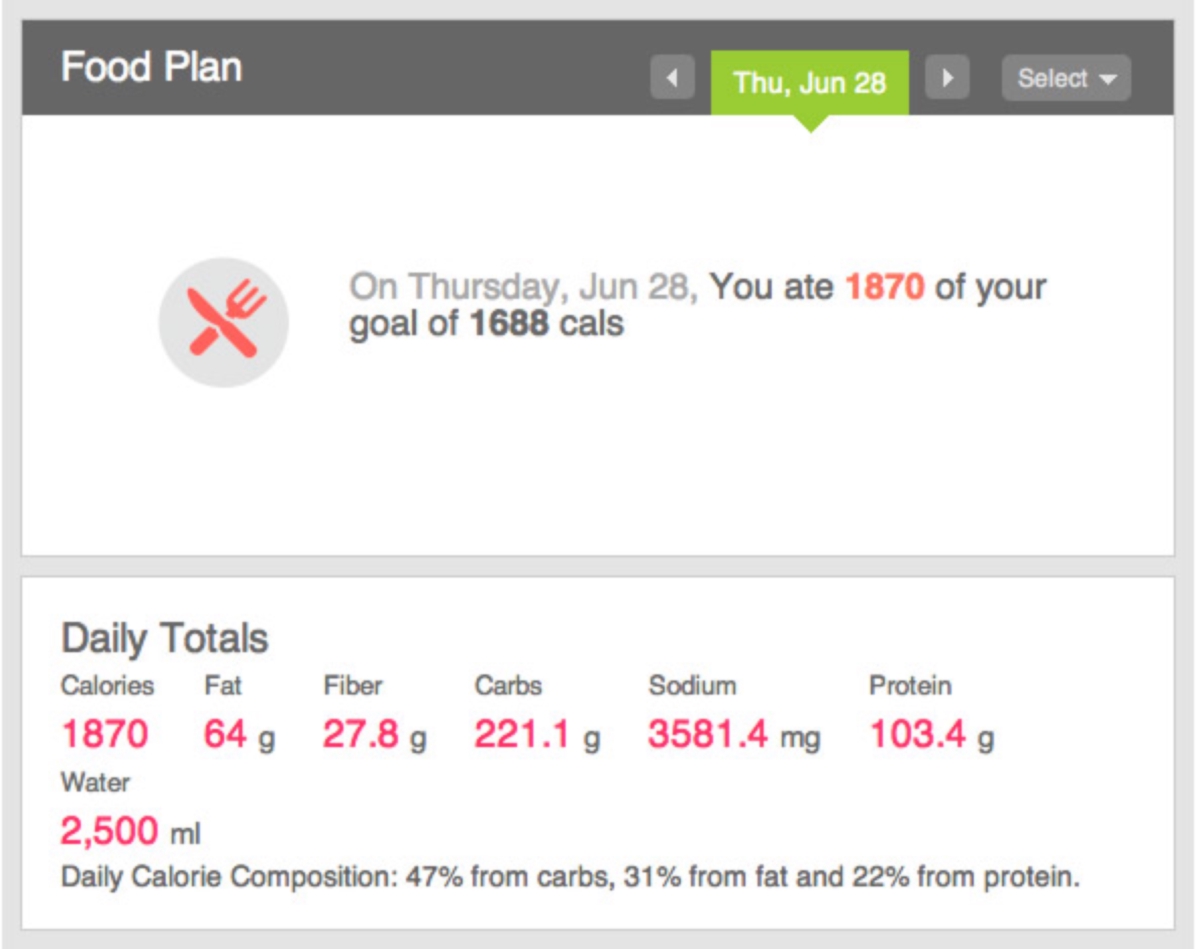 Food Plan
Thu, Jun 28
Select
On Thursday, Jun 28, You ate 1870 of your
goal of 1688 cals
Daily Totals
Calories Fat Fiber Carbs Sodium Protein
1870 64 g 27.8 g 221.1 g 3581.4 mg 103.4 g
Water
2,500 ml
Daily Calorie Composition: 47% from carbs, 31% from fat and 22% from protein.